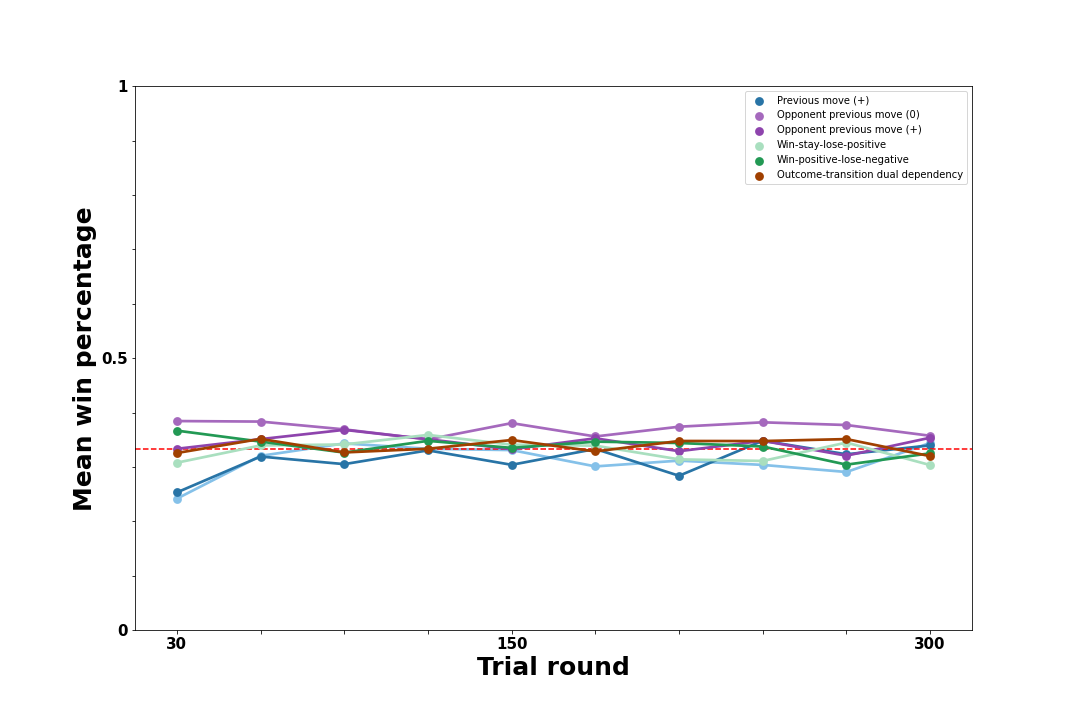 1
0.5
0
Mean win percentage
Previous move (+)
Opponent previous move (0)
Opponent previous move (+)
Win-stay-lose-positive
Win-positive-lose-negative
Outcome-transition dual dependency
30
150
300
Trial round